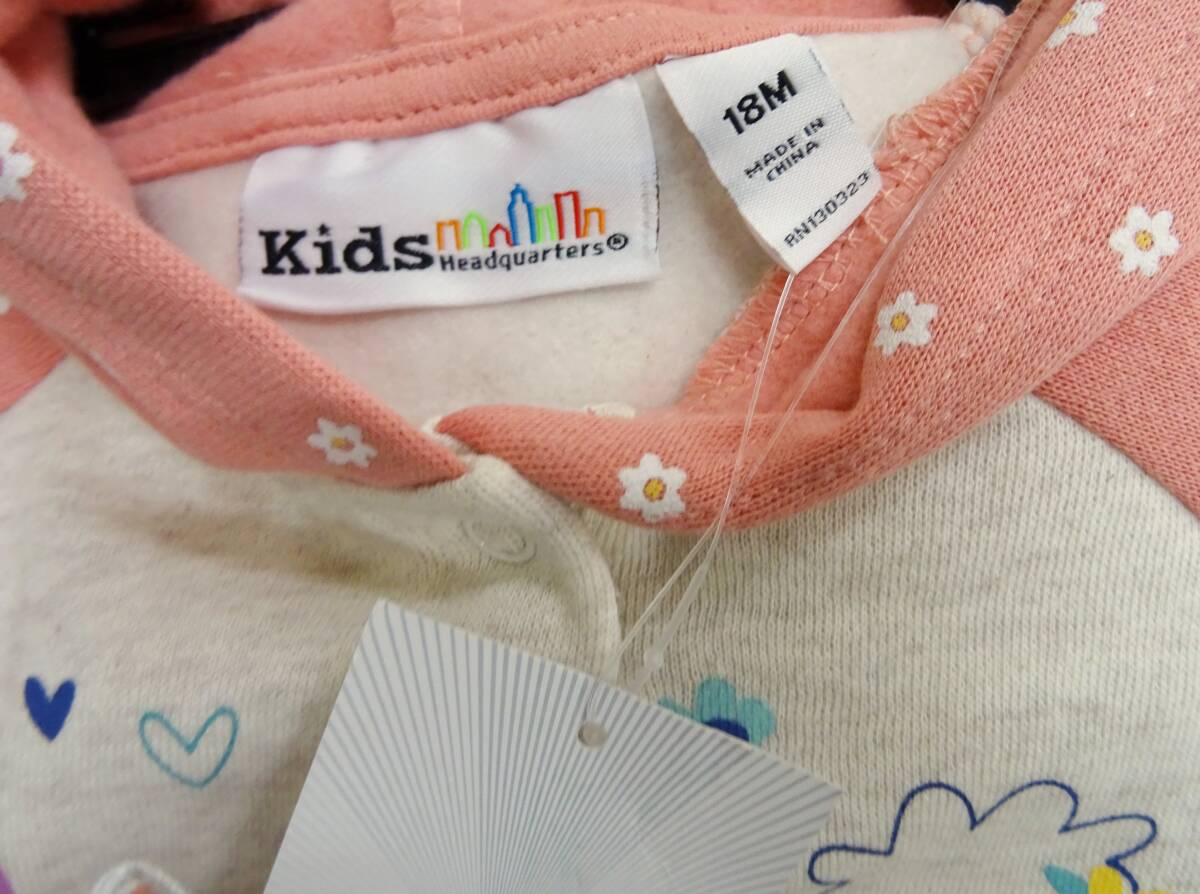 Kids
Headquarters®
18M
MADE IN
CHINA
RN130323